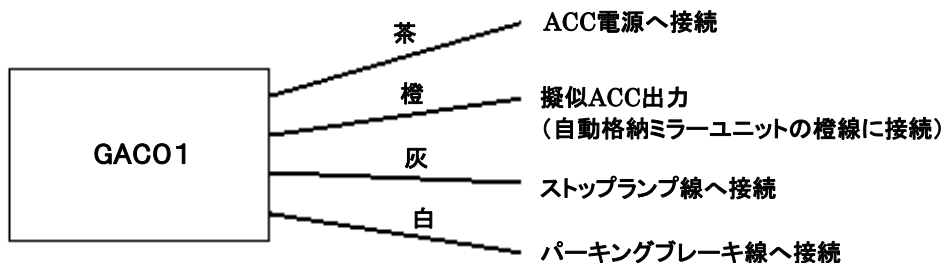 茶
ACC電源へ接続
橙
擬似ACC出力
（自動格納ミラーユニットの橙線に接続）
GAC01
灰
ストップランプ線へ接続
白
パーキングブレーキ線へ接続